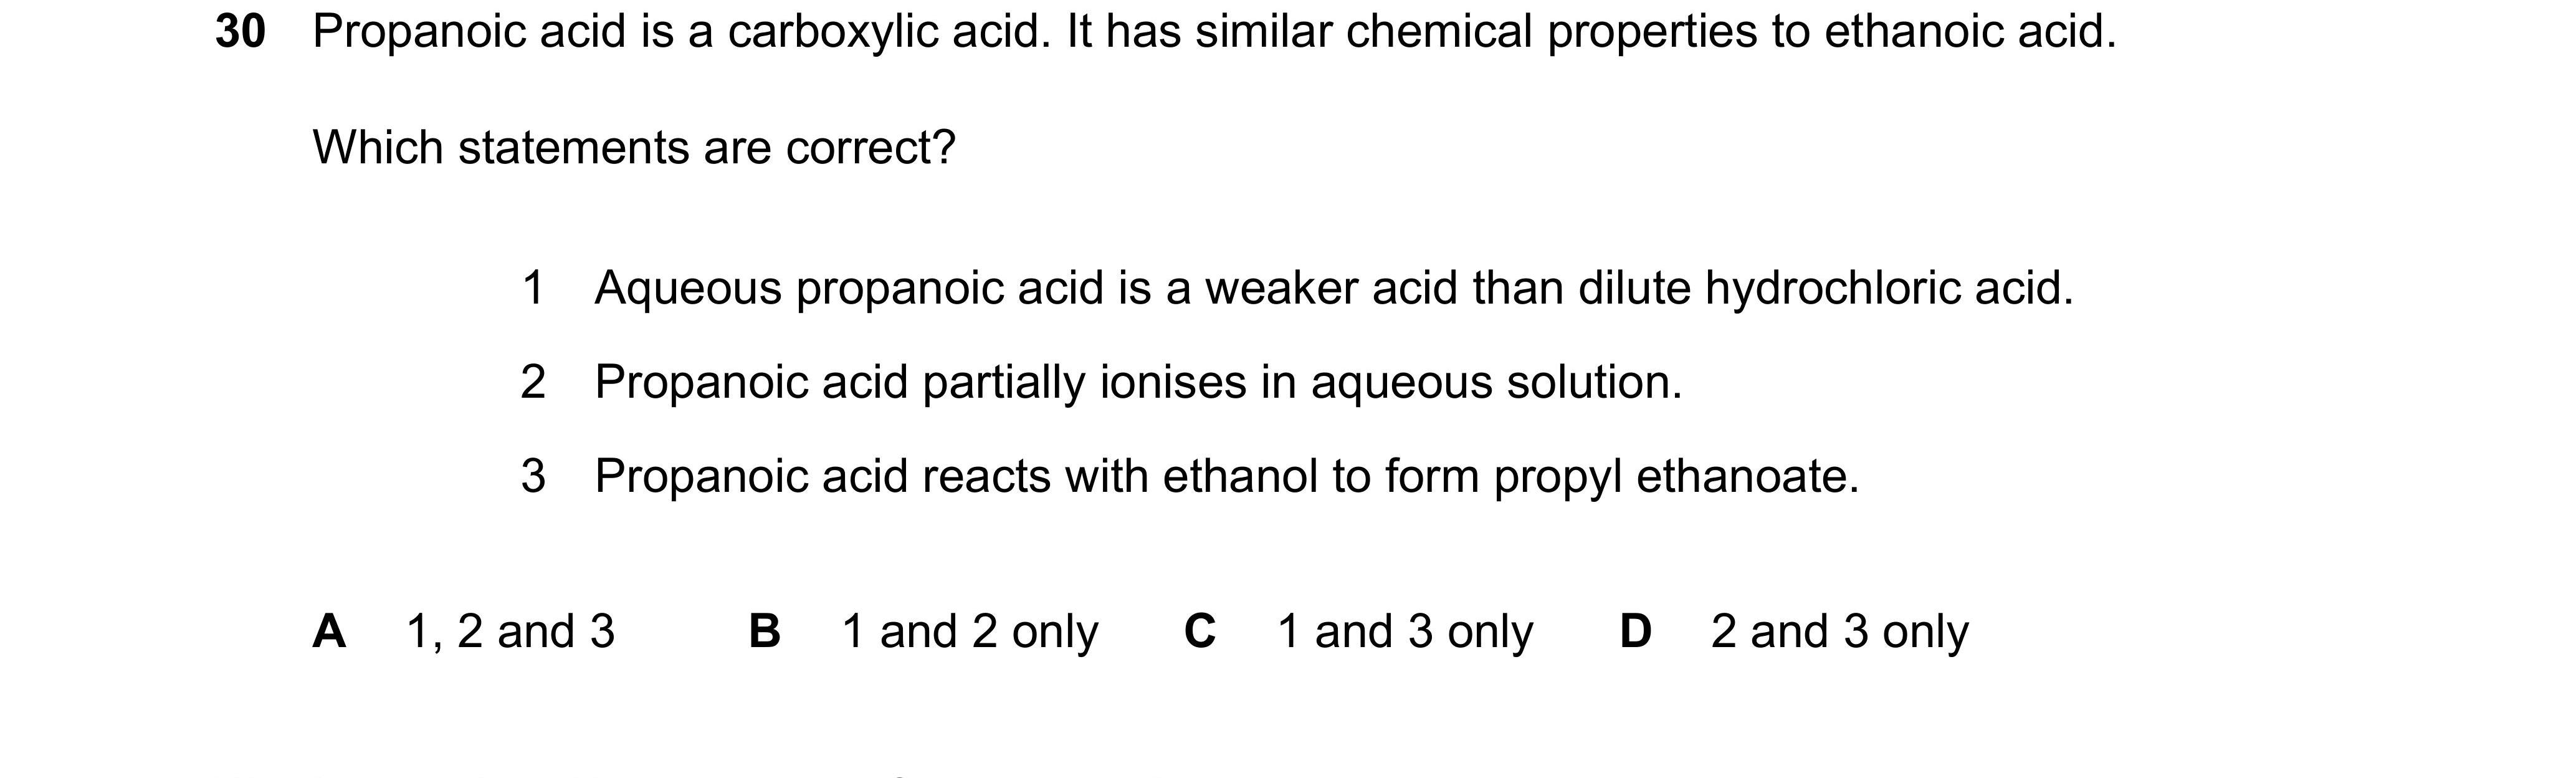 30 Propanoic acid is a carboxylic acid. It has similar chemical properties to ethanoic acid.
Which statements are correct?
1 Aqueous propanoic acid is a weaker acid than dilute hydrochloric acid.
2 Propanoic acid partially ionises in aqueous solution.
3 Propanoic acid reacts with ethanol to form propyl ethanoate.
A 1, 2 and 3 B 1 and 2 only C 1 and 3 only D 2 and 3 only